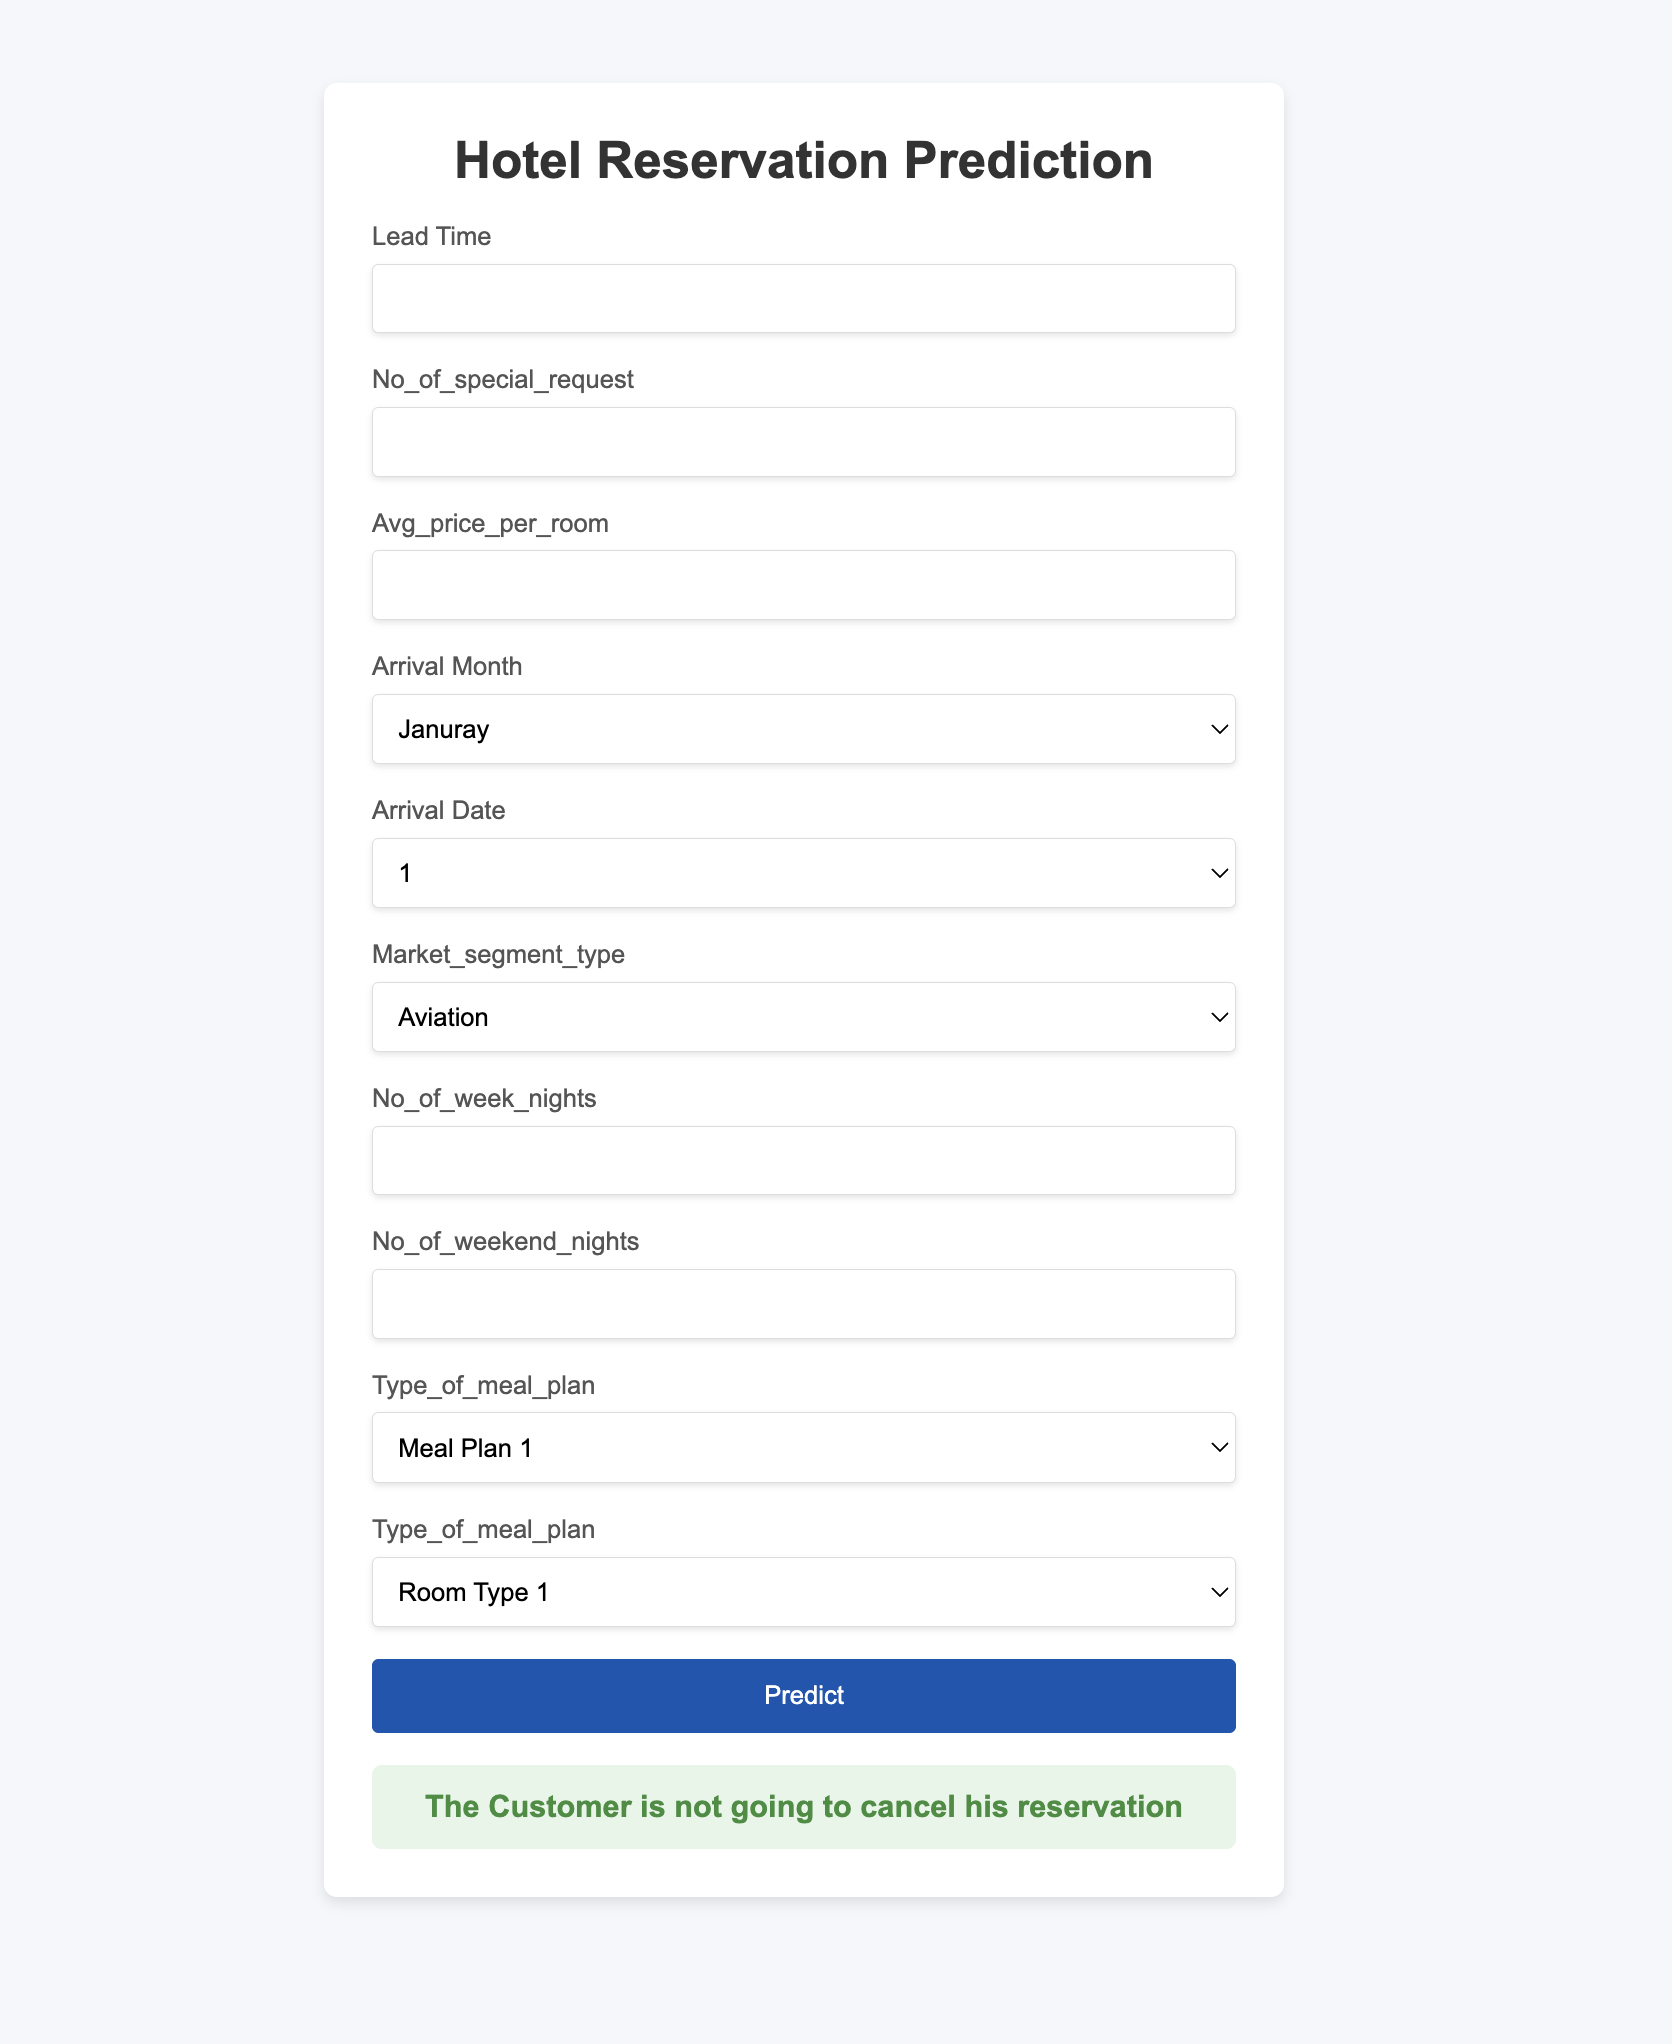 Hotel Reservation Prediction
Lead Time
No_of_special_request
Avg_price_per_room
Arrival Month
Januray
Arrival Date
1
Market_segment_type
Aviation
No_of_week_nights
No_of_weekend_nights
Type_of_meal_plan
Meal Plan 1
Type_of_meal_plan
Room Type 1
Predict
The Customer is not going to cancel his reservation